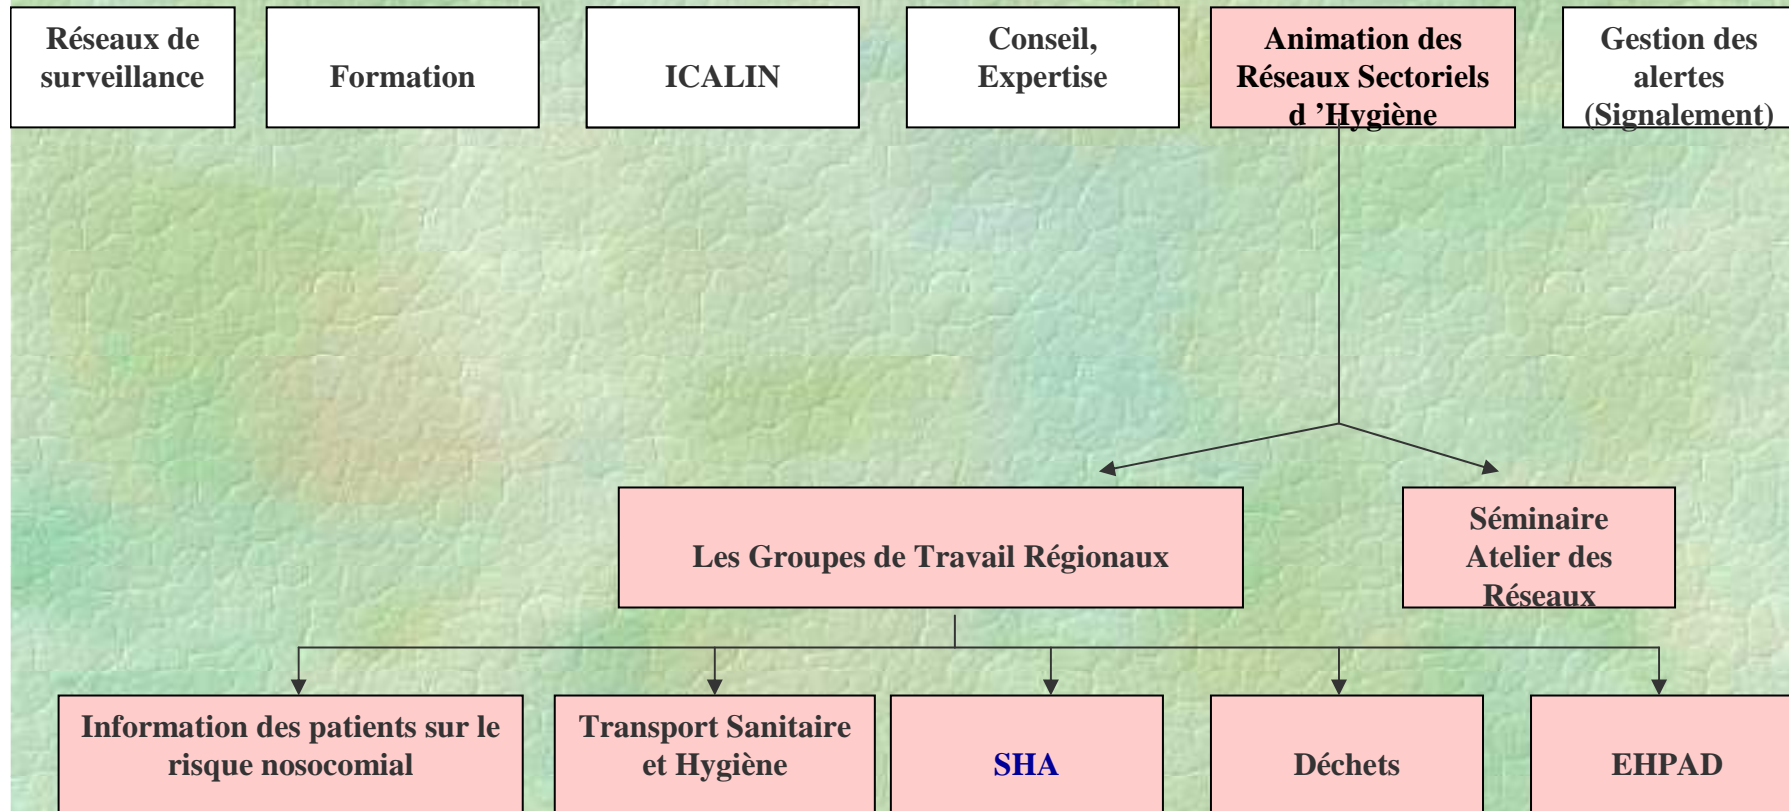 Réseaux de
surveillance
Formation
ICALIN
Conseil,
Expertise
Animation des
Réseaux Sectoriels
d ’Hygiène
Gestion des
alertes
(Signalement)
Les Groupes de Travail Régionaux
Séminaire
Atelier des
Réseaux
Information des patients sur le
risque nosocomial
Transport Sanitaire
et Hygiène
SHA
Déchets
EHPAD